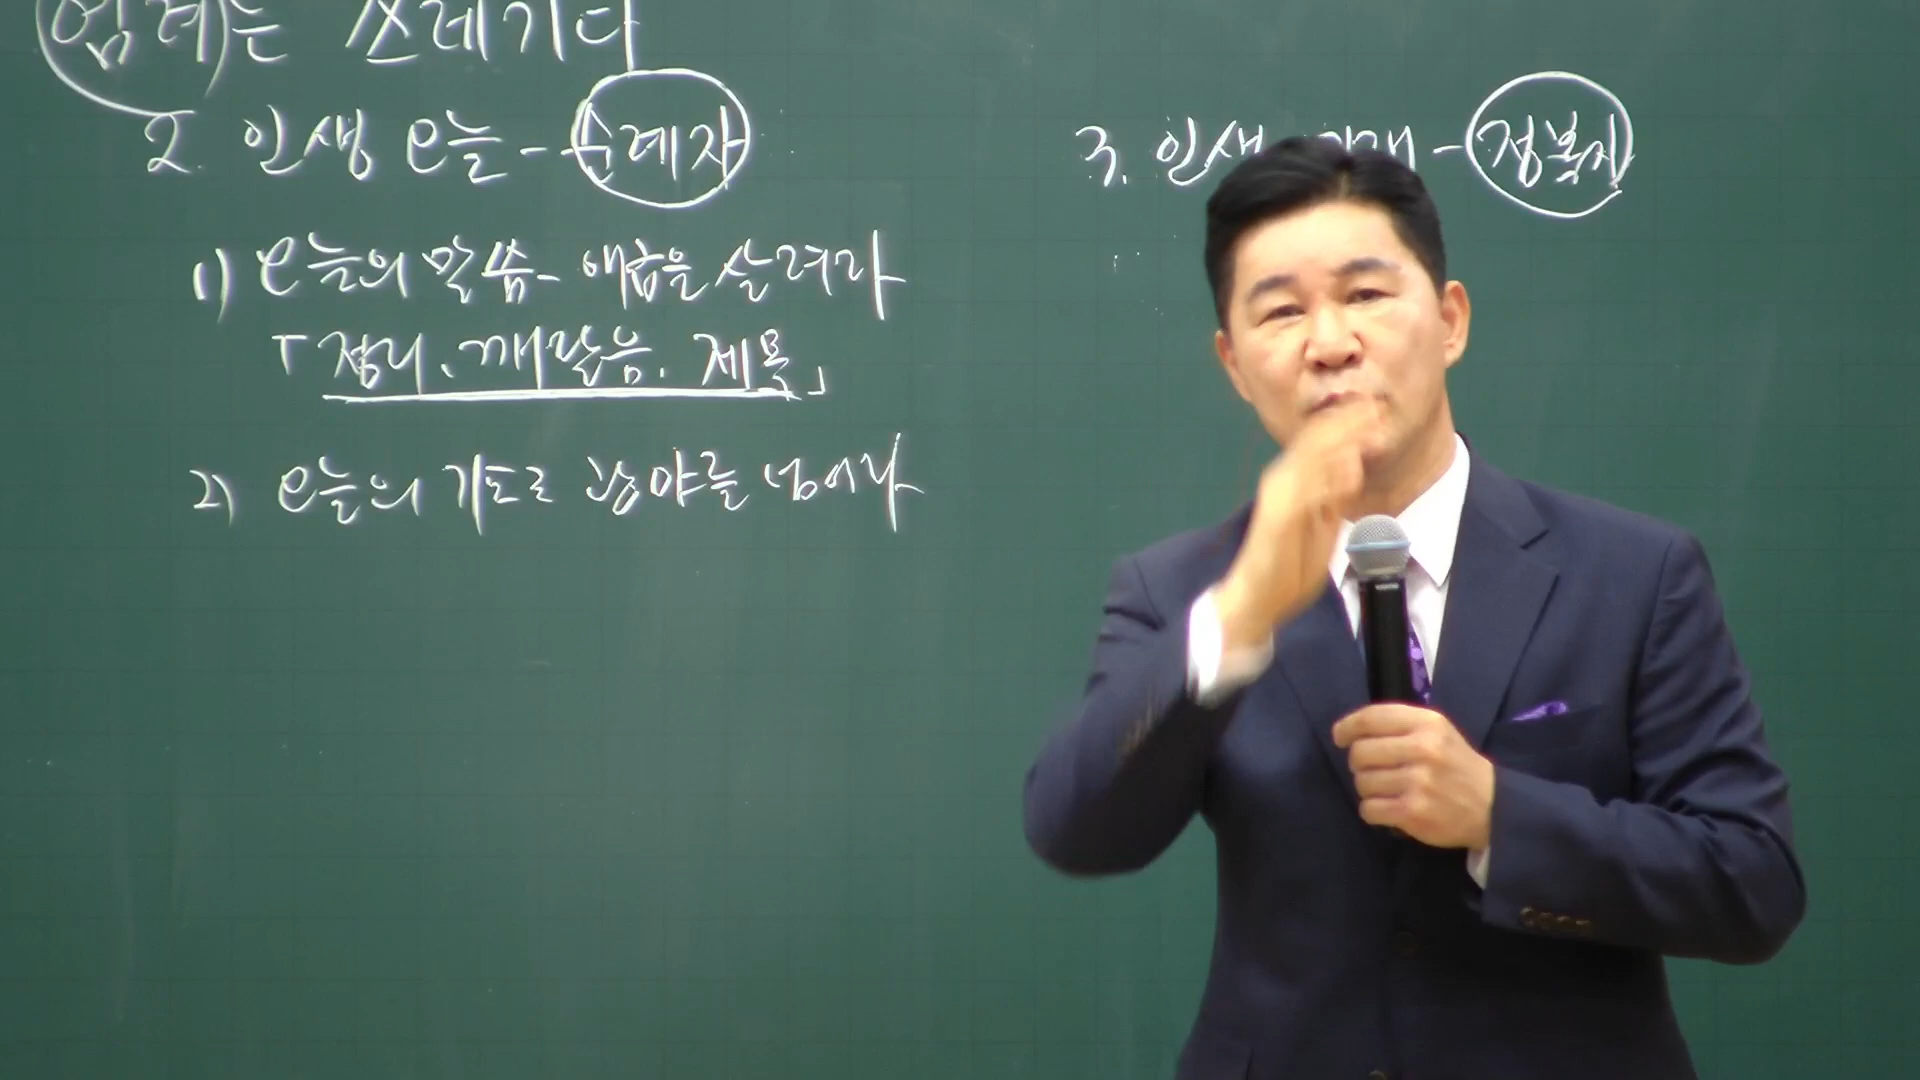 염려는 쓰레기다
2. 인생 오늘 - 순례자
1) 오늘의 말씀 - 애굽을 살려라
「정리, 깨달음, 제목」
2) 오늘의 기도로 광야를 넘어라
3. 인생 - 정복자